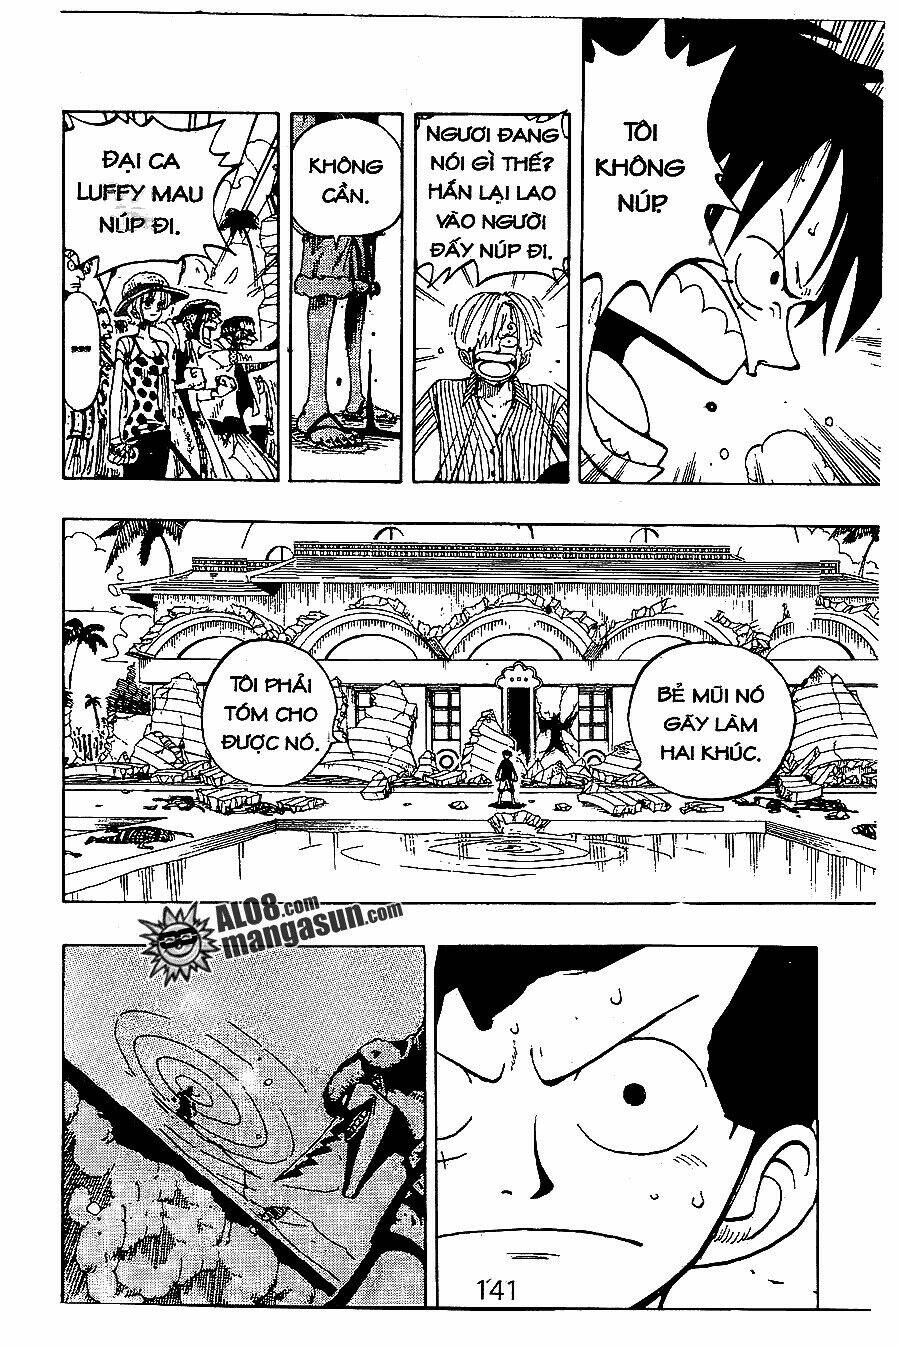 TÔI
KHÔNG
NÚP.
NGƯƠI ĐANG
NÓI GÌ THẾ?
HẮN LẠI LAO
VÀO NGƯỜI
ĐẤY NÚP ĐI.
KHÔNG
CẦN.
ĐẠI CA
LUFFY MAU
NÚP ĐI.
...
BẺ MŨI NÓ
GÃY LÀM
HAI KHÚC.
TÔI PHẢI
TÓM CHO
ĐƯỢC NÓ.
...
AL08.com
mangasun.com
141